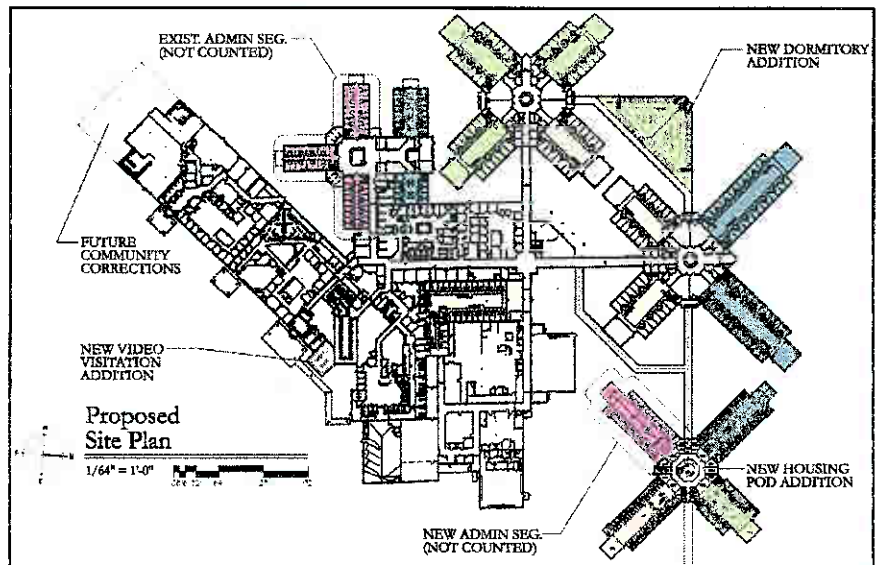 EXIST. ADMIN SEG.
(NOT COUNTED)
NEW DORMITORY
ADDITION
FUTURE
COMMUNITY
CORRECTIONS
NEW VIDEO
VISITATION
ADDITION
Proposed
Site Plan
1/64" = 1'-0"
NEW HOUSING
POD ADDITION
NEW ADMIN SEG.
(NOT COUNTED)